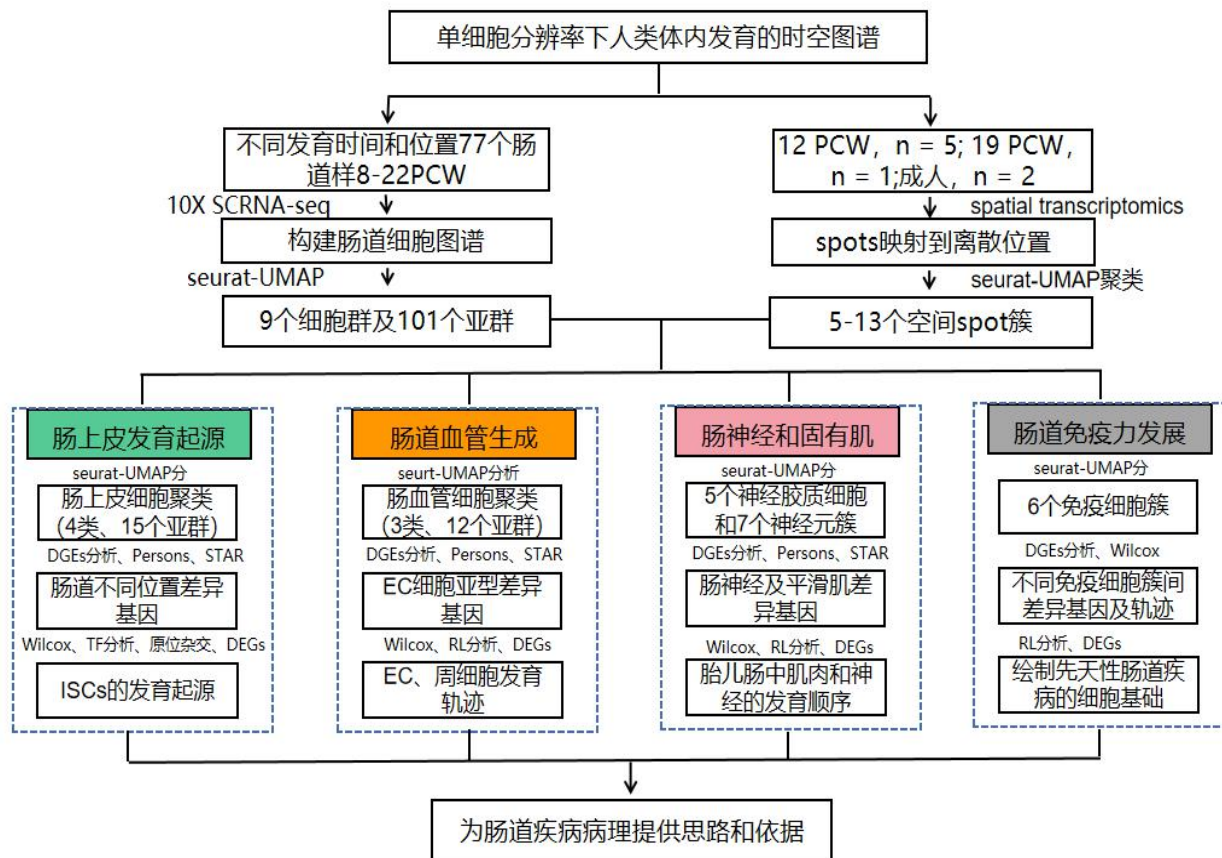 单细胞分辨率下人类体内发育的时空图谱
不同发育时间和位置77个肠
道样8-22PCW
10X SCRNA-seq
构建肠道细胞图谱
seurat-UMAP
9个细胞群及101个亚群
12 PCW，n = 5; 19 PCW，
n = 1;成人，n = 2
spatial transcriptomics
spots映射到离散位置
seurat-UMAP聚类
5-13个空间spot簇
肠上皮发育起源
seurat-UMAP分
肠上皮细胞聚类
（4类、15个亚群）
DGEs分析、Persons、STAR
肠道不同位置差异
基因
Wilcox、TF分析、原位杂交、DEGs
ISCs的发育起源
肠道血管生成
seurt-UMAP分析
肠血管细胞聚类
（3类、12个亚群）
DGEs分析、Persons、STAR
EC细胞亚型差异
基因
Wilcox、RL分析、DEGs
EC、周细胞发育
轨迹
肠神经和固有肌
seurat-UMAP分
5个神经胶质细胞
和7个神经元簇
DGEs分析、Persons、STAR
肠神经及平滑肌差
异基因
Wilcox、RL分析、DEGs
胎儿肠中肌肉和神
经的发育顺序
肠道免疫力发展
seurat-UMAP分
6个免疫细胞簇
DGEs分析、Wilcox
不同免疫细胞簇间
差异基因及轨迹
RL分析、DEGs
绘制先天性肠道疾
病的细胞基础
为肠道疾病病理提供思路和依据